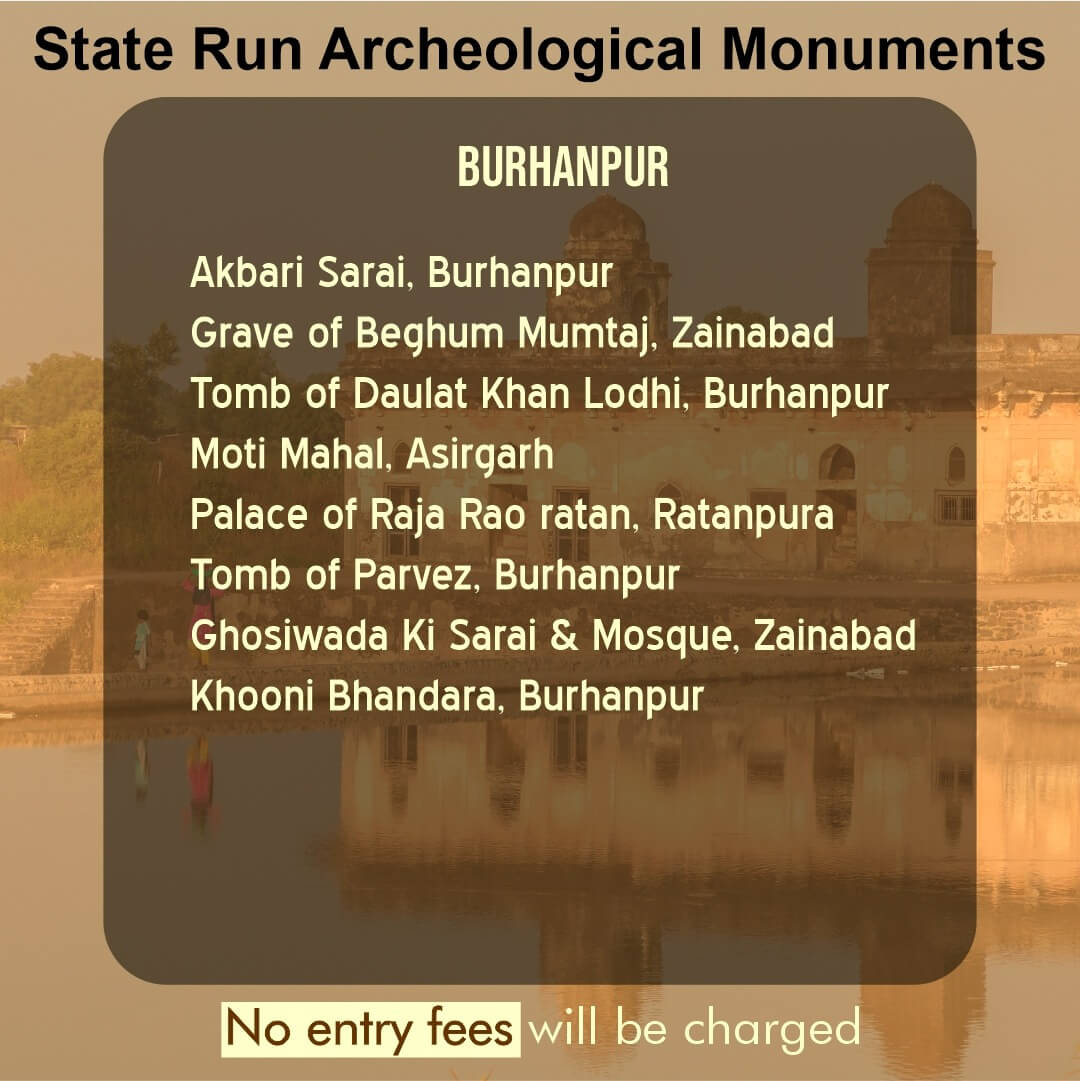 State Run Archeological Monuments
BURHANPUR
Akbari Sarai, Burhanpur
Grave of Beghum Mumtaj, Zainabad
Tomb of Daulat Khan Lodhi, Burhanpur
Moti Mahal, Asirgarh
Palace of Raja Rao ratan, Ratanpura
Tomb of Parvez, Burhanpur
Ghosiwada Ki Sarai & Mosque, Zainabad
Khooni Bhandara, Burhanpur
No entry fees will be charged